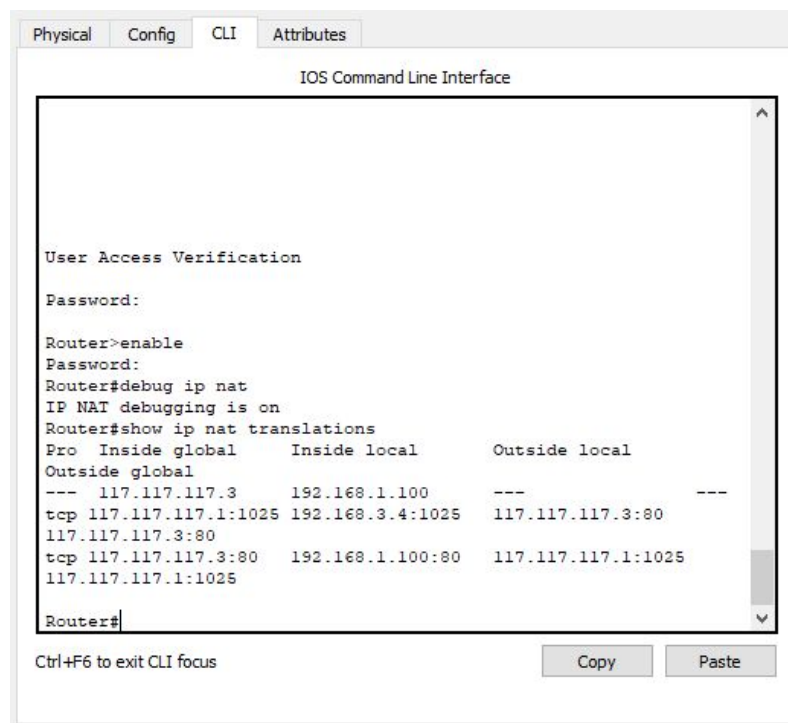 Physical Config CLI Attributes
IOS Command Line Interface
User Access Verification
Password:
Router>enable
Password:
Router#debug ip nat
IP NAT debugging is on
Router#show ip nat translations
Pro  Inside global     Inside local       Outside local
Outside global
---  117.117.117.3     192.168.1.100      ---                ---
tcp 117.117.117.1:1025 192.168.3.4:1025   117.117.117.3:80
117.117.117.3:80
tcp 117.117.117.3:80   192.168.1.100:80   117.117.117.1:1025
117.117.117.1:1025
Router#
Ctrl+F6 to exit CLI focus Copy Paste